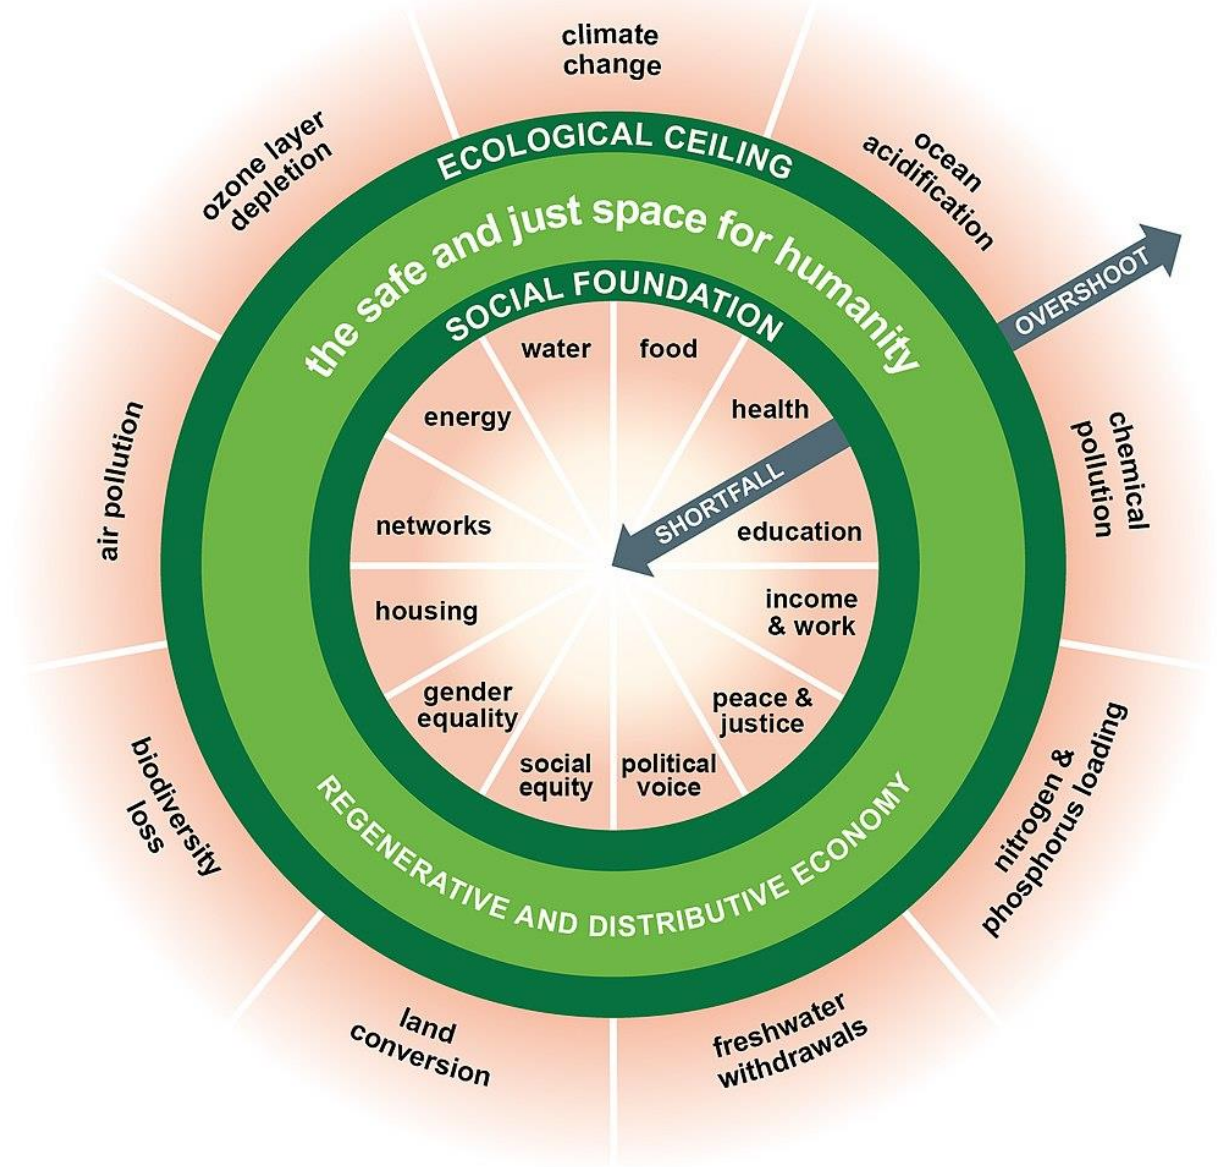 climate
change
ocean
acidification
OVERSHOOT
chemical
pollution
nitrogen &
phosphorus loading
freshwater
withdrawals
land
conversion
biodiversity
loss
air pollution
ozone layer
depletion
ECOLOGICAL CEILING
the safe and just space for humanity
SOCIAL FOUNDATION
water
food
health
SHORTFALL
education
income
& work
peace &
justice
political
voice
social
equity
gender
equality
housing
networks
energy
REGENERATIVE AND DISTRIBUTIVE ECONOMY